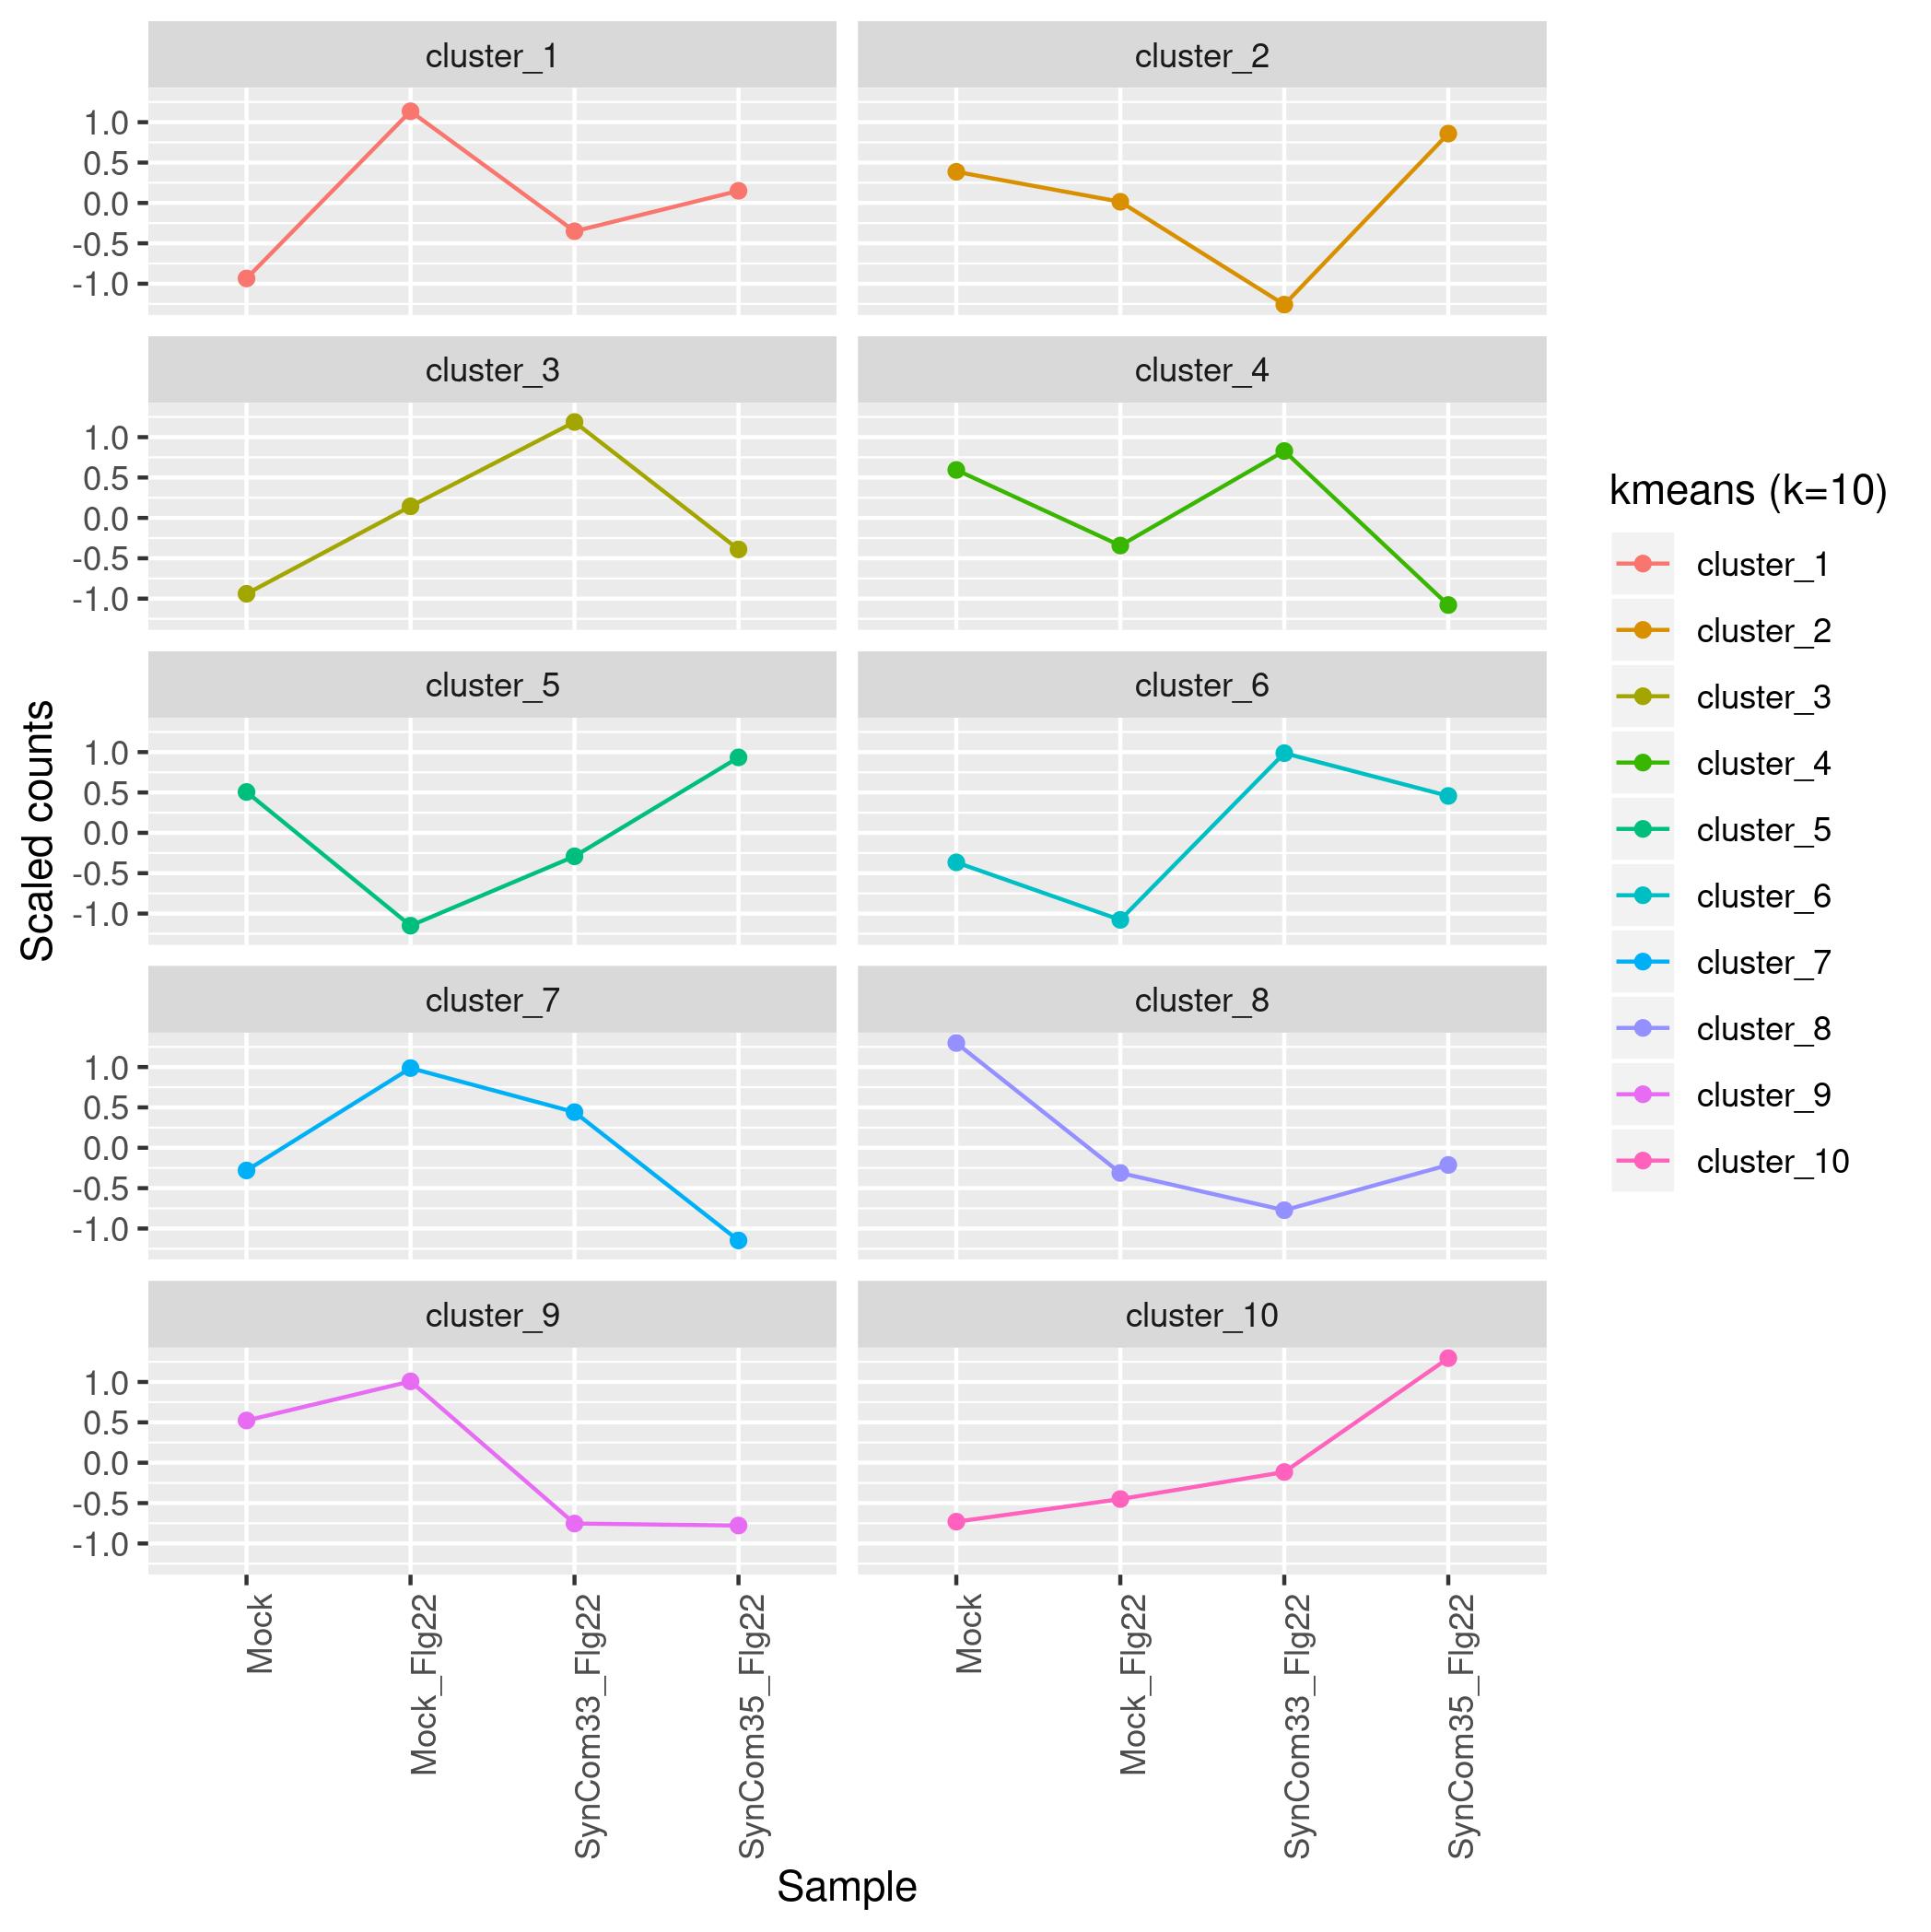 cluster_1
cluster_2
1.0
0.5
0.0
-0.5
-1.0
cluster_3
cluster_4
1.0
0.5
0.0
-0.5
-1.0
cluster_5
cluster_6
1.0
0.5
0.0
-0.5
-1.0
cluster_7
cluster_8
1.0
0.5
0.0
-0.5
-1.0
cluster_9
cluster_10
1.0
0.5
0.0
-0.5
-1.0
Scaled counts
Mock
Mock_Flg22
SynCom33_Flg22
SynCom35_Flg22
Mock
Mock_Flg22
SynCom33_Flg22
SynCom35_Flg22
Sample
kmeans (k=10)
cluster_1
cluster_2
cluster_3
cluster_4
cluster_5
cluster_6
cluster_7
cluster_8
cluster_9
cluster_10